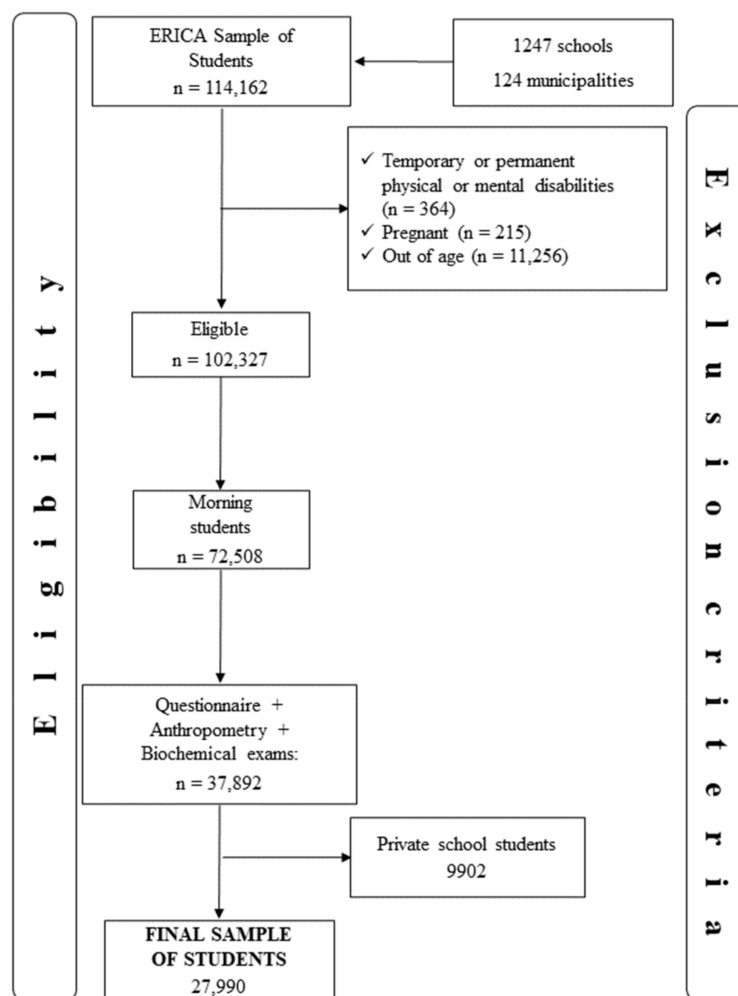 ERICA Sample of
Students
n = 114,162
1247 schools
124 municipalities
✓ Temporary or permanent
physical or mental disabilities
(n = 364)
✓ Pregnant (n = 215)
✓ Out of age (n = 11,256)
Eligible
n = 102,327
Morning
students
n = 72,508
Questionnaire +
Anthropometry +
Biochemical exams:
n = 37,892
Private school students
9902
FINAL SAMPLE
OF STUDENTS
27,990
Eligibility
Exclusion criteria